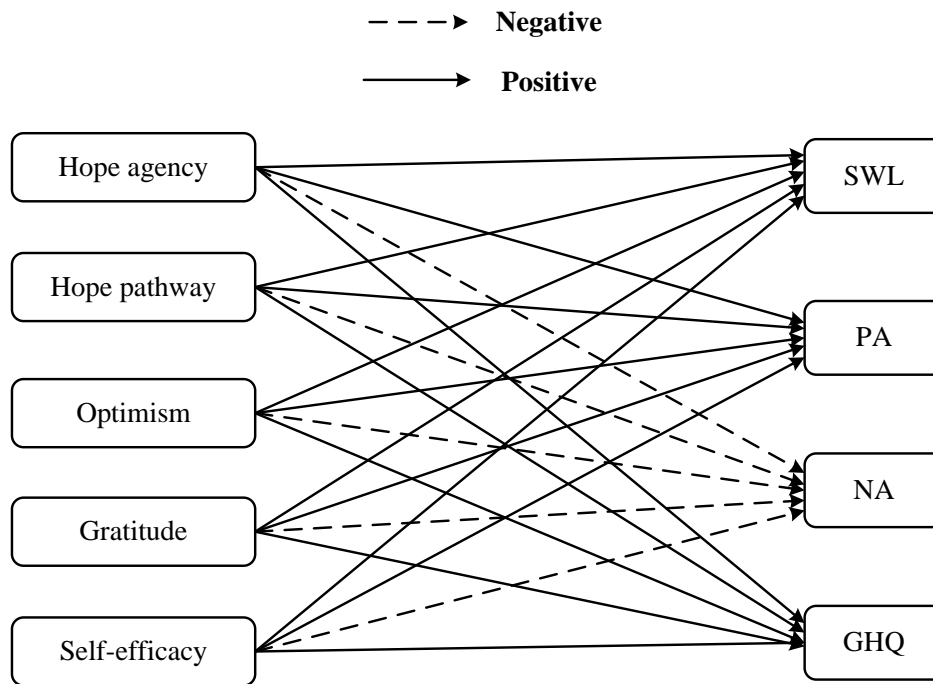 Negative
Positive
Hope agency
SWL
Hope pathway
PA
Optimism
NA
Gratitude
Self-efficacy
GHQ